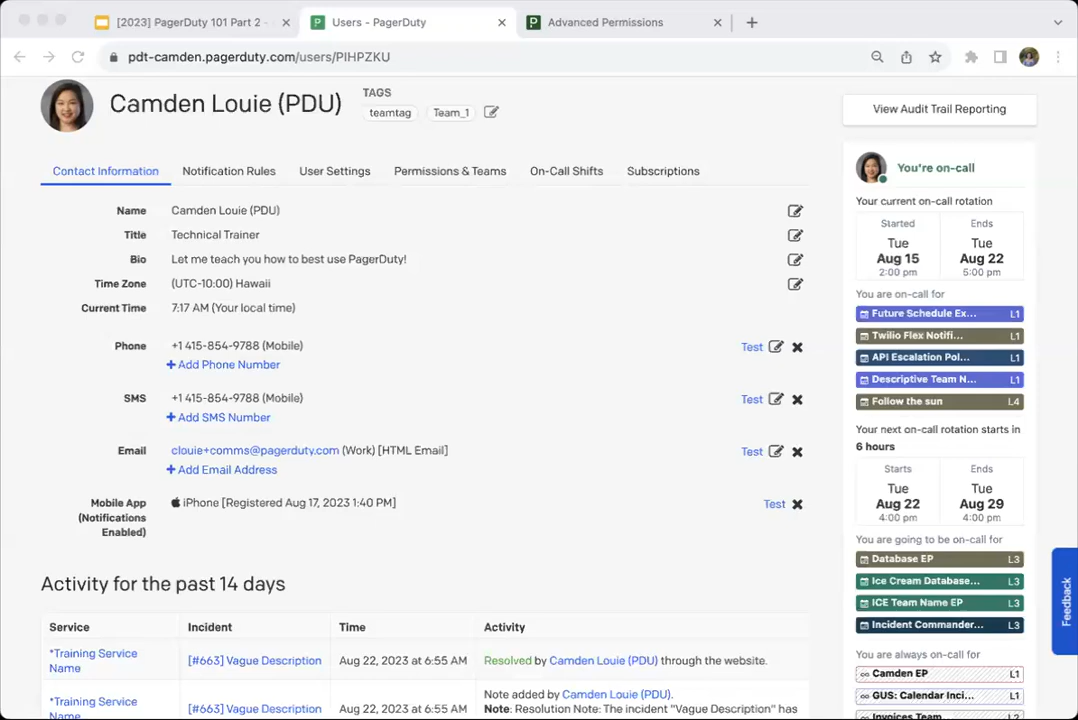 [2023] PagerDuty 101 Part 2 -
Users - PagerDuty
Advanced Permissions
pdt-camden.pagerduty.com/users/PIHPZKU
Camden Louie (PDU)
TAGS
teamtag
Team_1
View Audit Trail Reporting
Contact Information
Notification Rules
User Settings
Permissions & Teams
On-Call Shifts
Subscriptions
Name Camden Louie (PDU)
Title Technical Trainer
Bio Let me teach you how to best use PagerDuty!
Time Zone (UTC-10:00) Hawaii
Current Time 7:17 AM (Your local time)
Phone +1 415-854-9788 (Mobile) Test
+ Add Phone Number
SMS +1 415-854-9788 (Mobile) Test
+ Add SMS Number
Email clouie+comms@pagerduty.com (Work) [HTML Email] Test
+ Add Email Address
Mobile App iPhone [Registered Aug 17, 2023 1:40 PM] Test
(Notifications
Enabled)
Activity for the past 14 days
Service Incident Time Activity
*Training Service
Name
[#663] Vague Description Aug 22, 2023 at 6:55 AM Resolved by Camden Louie (PDU) through the website.
*Training Service
Name
[#663] Vague Description Aug 22, 2023 at 6:55 AM
Note added by Camden Louie (PDU).
Note: Resolution Note: The incident "Vague Description" has
You're on-call
Your current on-call rotation
Started Ends
Tue Tue
Aug 15 Aug 22
2:00 pm 5:00 pm
You are on-call for
Future Schedule Ex... L1
Twilio Flex Notifi... L1
API Escalation Pol... L1
Descriptive Team N... L1
Follow the sun L4
Your next on-call rotation starts in
6 hours
Starts Ends
Tue Tue
Aug 22 Aug 29
4:00 pm 4:00 pm
You are going to be on-call for
Database EP L3
Ice Cream Database... L3
ICE Team Name EP L3
Incident Commander... L3
You are always on-call for
Camden EP L1
GUS: Calendar Inci... L1
Invoices Team L2
Feedback